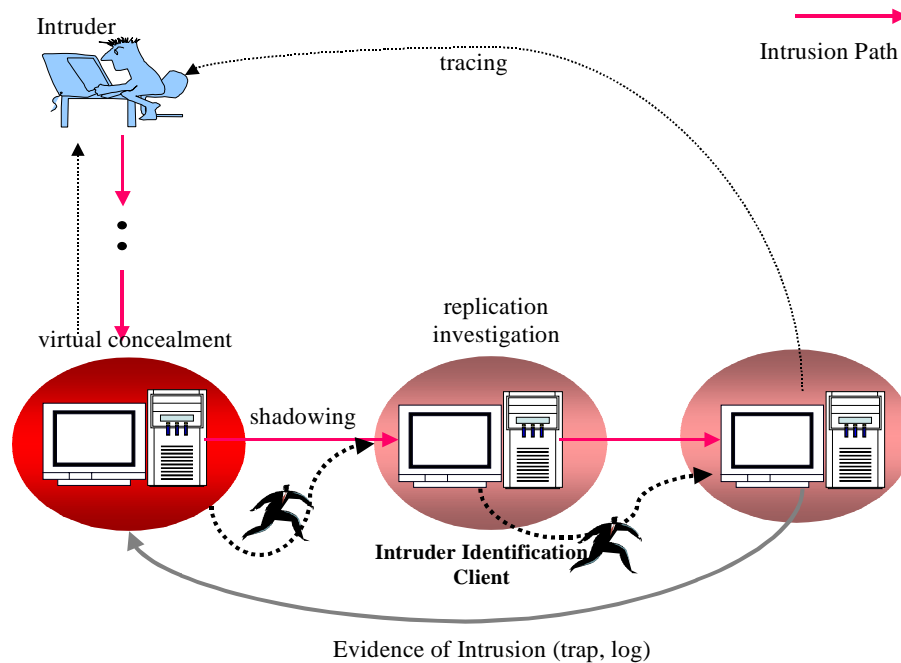 Intruder
Intrusion Path
tracing
virtual concealment
replication
investigation
shadowing
Intruder Identification
Client
Evidence of Intrusion (trap, log)